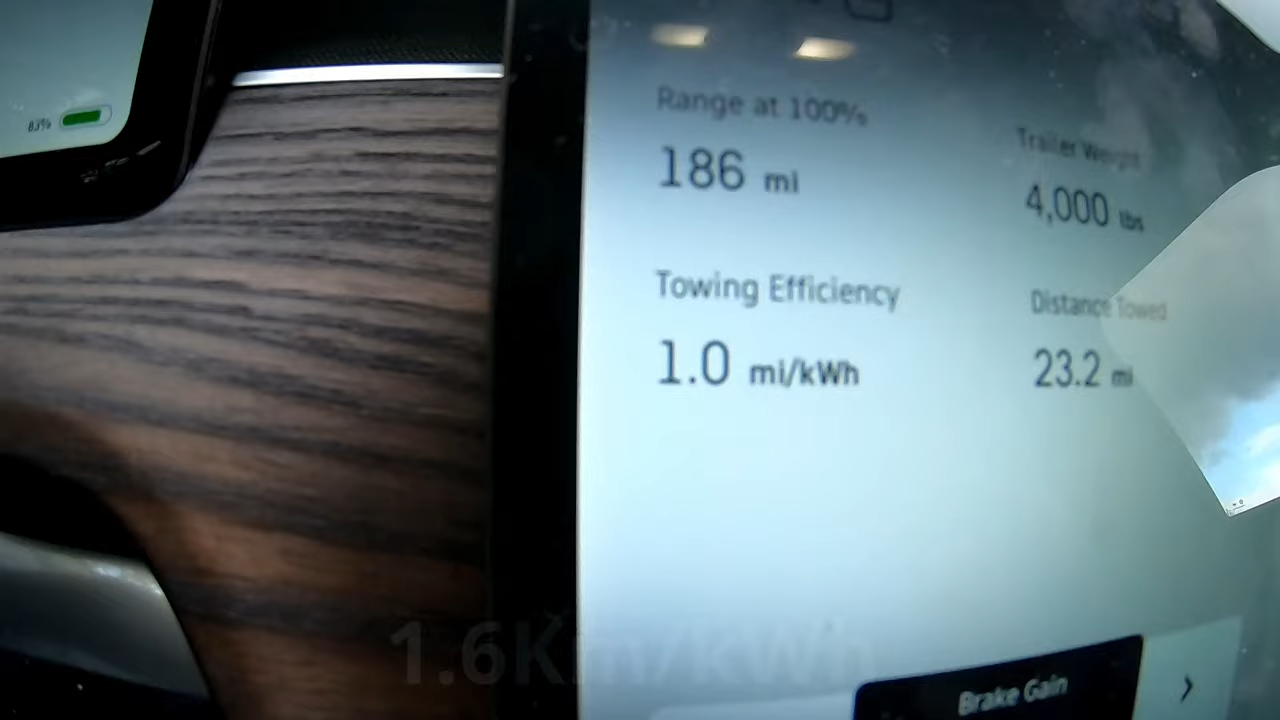 83%
Range at 100%
186 mi
Trailer Weight
4,000 lbs
Towing Efficiency
1.0 mi/kWh
Distance Towed
23.2 mi
1.6Km/kWh
Brake Gain